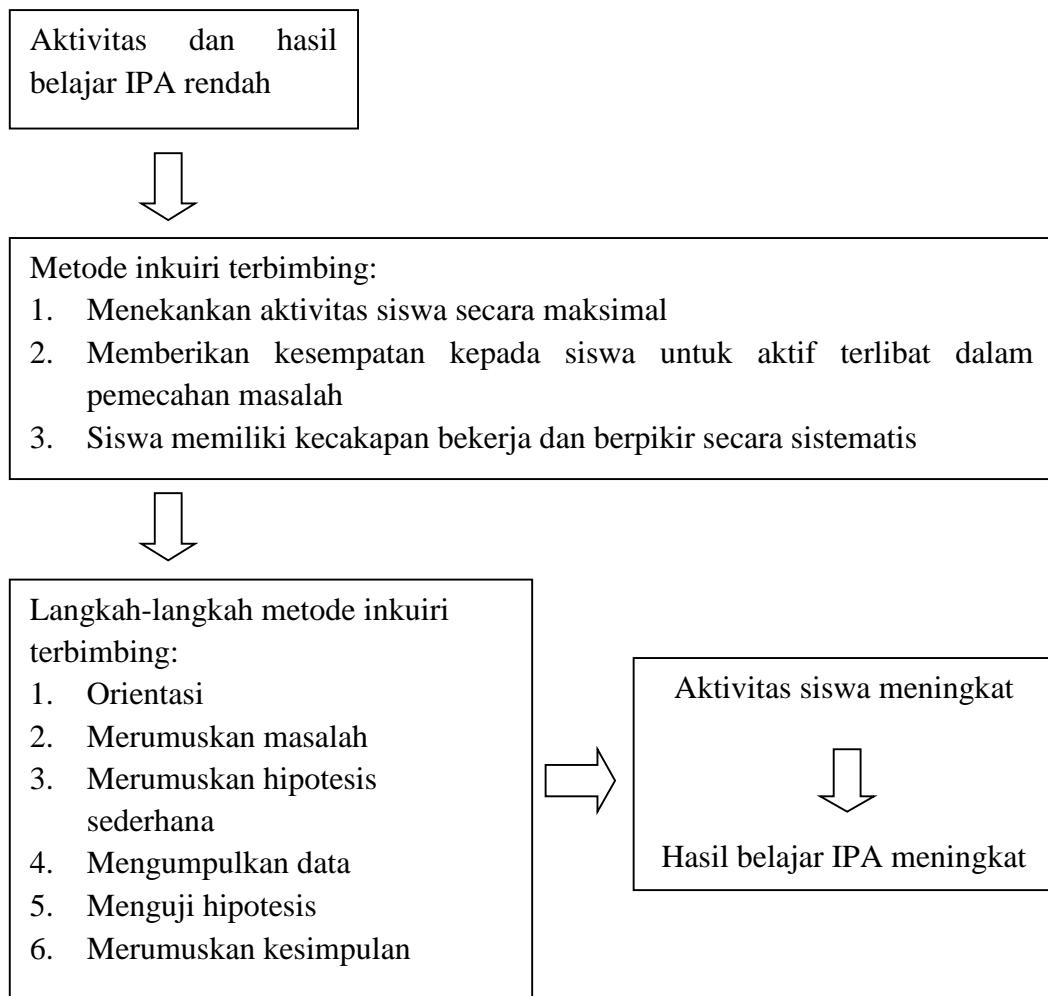 Aktivitas dan hasil
belajar IPA rendah
Metode inkuiri terbimbing:
1. Menekankan aktivitas siswa secara maksimal
2. Memberikan kesempatan kepada siswa untuk aktif terlibat dalam
pemecahan masalah
3. Siswa memiliki kecakapan bekerja dan berpikir secara sistematis
Langkah-langkah metode inkuiri
terbimbing:
1. Orientasi
2. Merumuskan masalah
3. Merumuskan hipotesis
sederhana
4. Mengumpulkan data
5. Menguji hipotesis
6. Merumuskan kesimpulan
Aktivitas siswa meningkat
Hasil belajar IPA meningkat